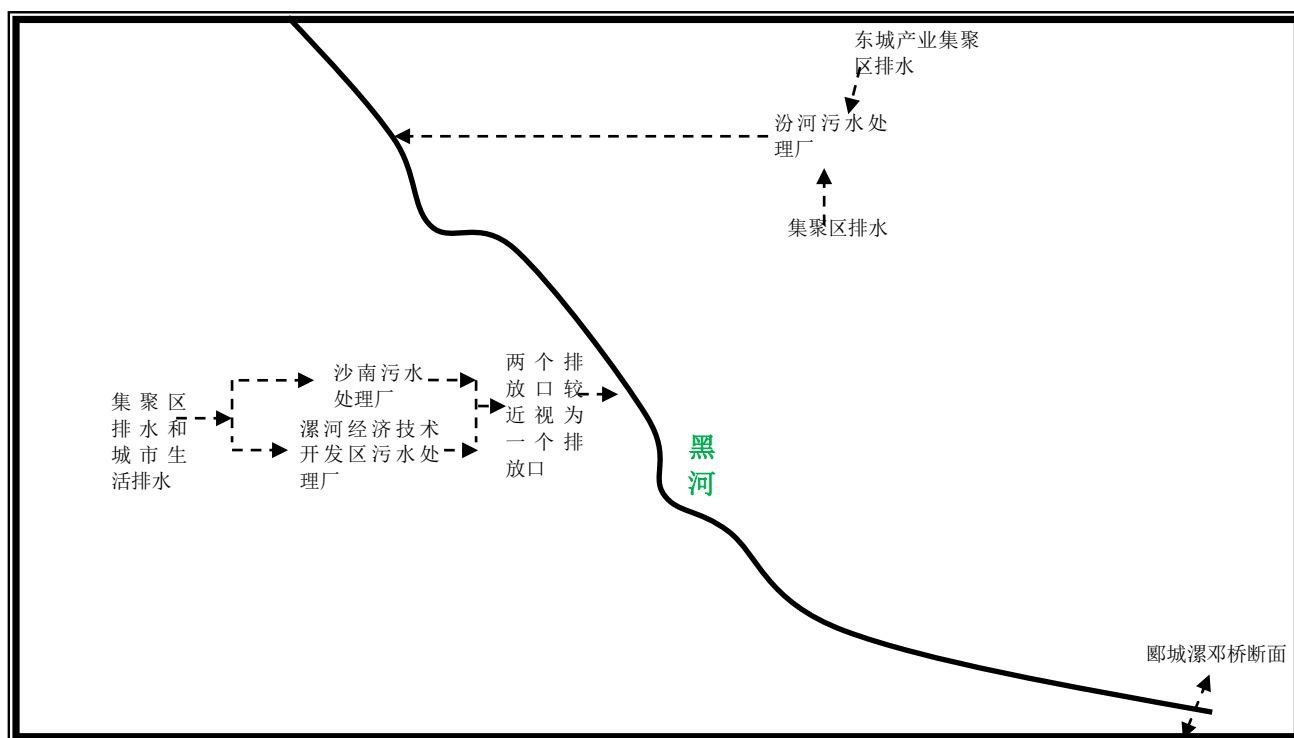 东城产业集聚
区排水
汾河污水处
理厂
集聚区排水
两个排
放口较
近视为
一个排
放口
沙南污水
处理厂
集聚区
排水和
城市生
活排水
漯河经济技术
开发区污水处
理厂
黑
河
郾城漯邓桥断面